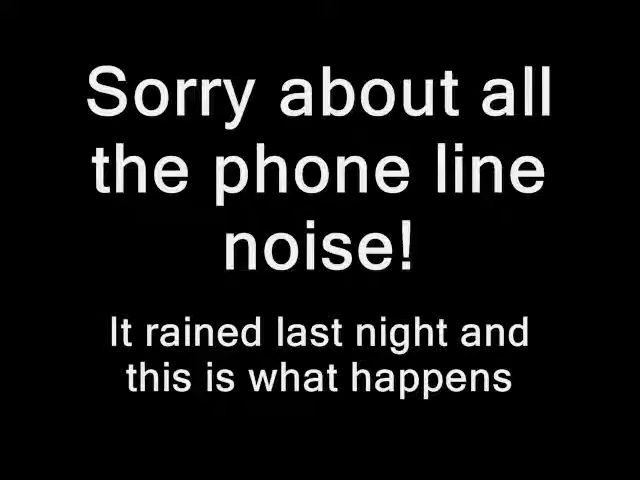 Sorry about all
the phone line
noise!
It rained last night and
this is what happens